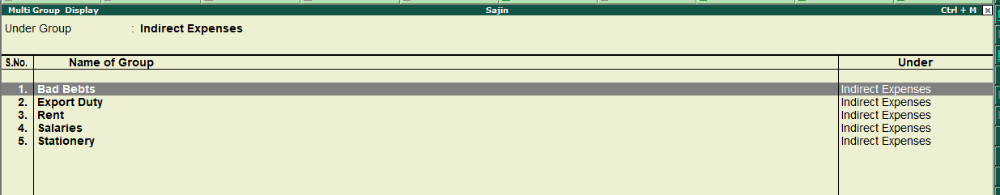 Multi Group Display Sajin Ctrl + M
Under Group : Indirect Expenses
S.No. Name of Group Under
1. Bad Bebts Indirect Expenses
2. Export Duty Indirect Expenses
3. Rent Indirect Expenses
4. Salaries Indirect Expenses
5. Stationery Indirect Expenses